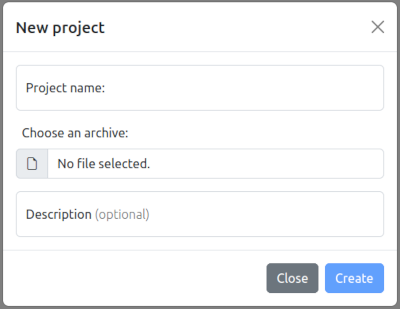 New project
Project name:
Choose an archive:
No file selected.
Description (optional)
Close Create